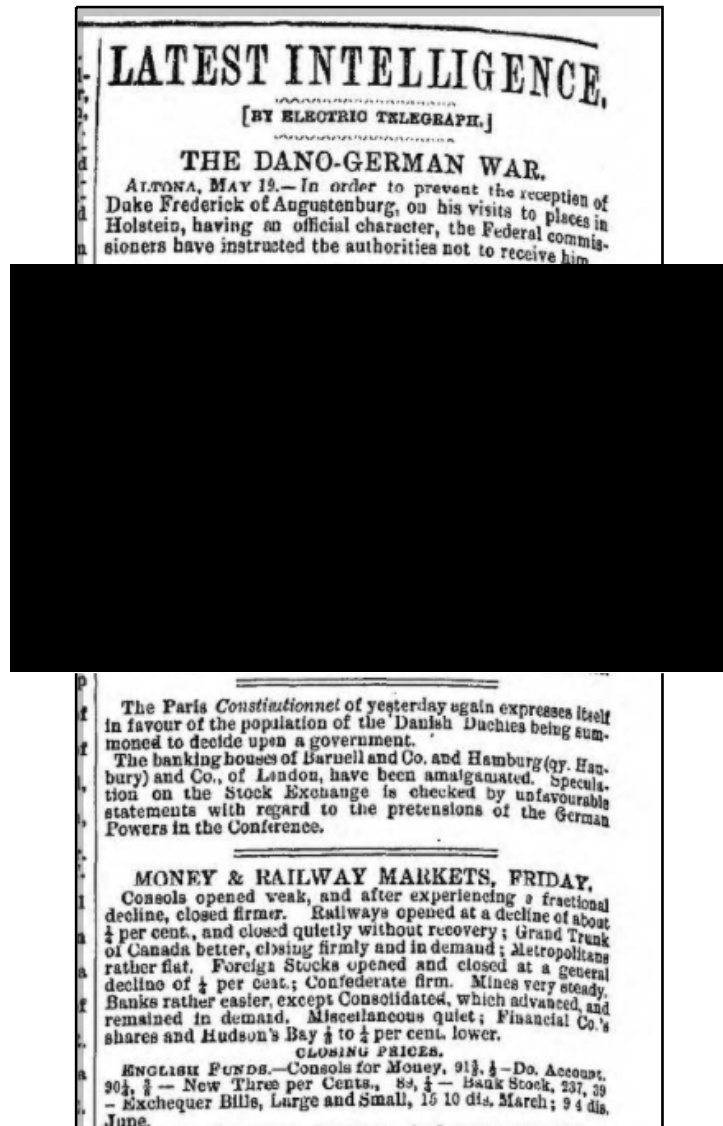 LATEST INTELLIGENCE.
[BY ELECTRIC TELEGRAPH.]
THE DANO-GERMAN WAR.
ALTONA, MAY 19.—In order to prevent the reception of
Duke Frederick of Augustenburg, on his visits to places in
Holstein, having an official character, the Federal commis-
sioners have instructed the authorities not to receive him
The Paris Constitutionnel of yesterday again expresses itself
in favour of the population of the Danish Duchies being sum-
moned to decide upon a government.
The banking houses of Barnell and Co. and Hamburg (qy. Han-
bury) and Co., of London, have been amalgamated. Specula-
tion on the Stock Exchange is checked by unfavourable
statements with regard to the pretensions of the German
Powers in the Conference.
MONEY & RAILWAY MARKETS, FRIDAY.
Consols opened weak, and after experiencing a fractional
decline, closed firmer. Railways opened at a decline of about
per cent., and closed quietly without recovery; Grand Trunk
of Canada better, closing firmly and in demand; Metropolitans
rather flat. Foreign Stocks opened and closed at a general
decline of per cent.; Confederate firm. Mines very steady.
Banks rather easier, except Consolidated, which advanced, and
remained in demand. Miscellaneous quiet; Financial Co.'s
shares and Hudson's Bay to per cent. lower.
CLOSING PRICES.
ENGLISH FUNDS.—Consols for Money, —Do. Account,
— New Three per Cents., — Bank Stock, 237, 39
— Exchequer Bills, Large and Small, 15 10 dis. March; 9 4 dis.
June.